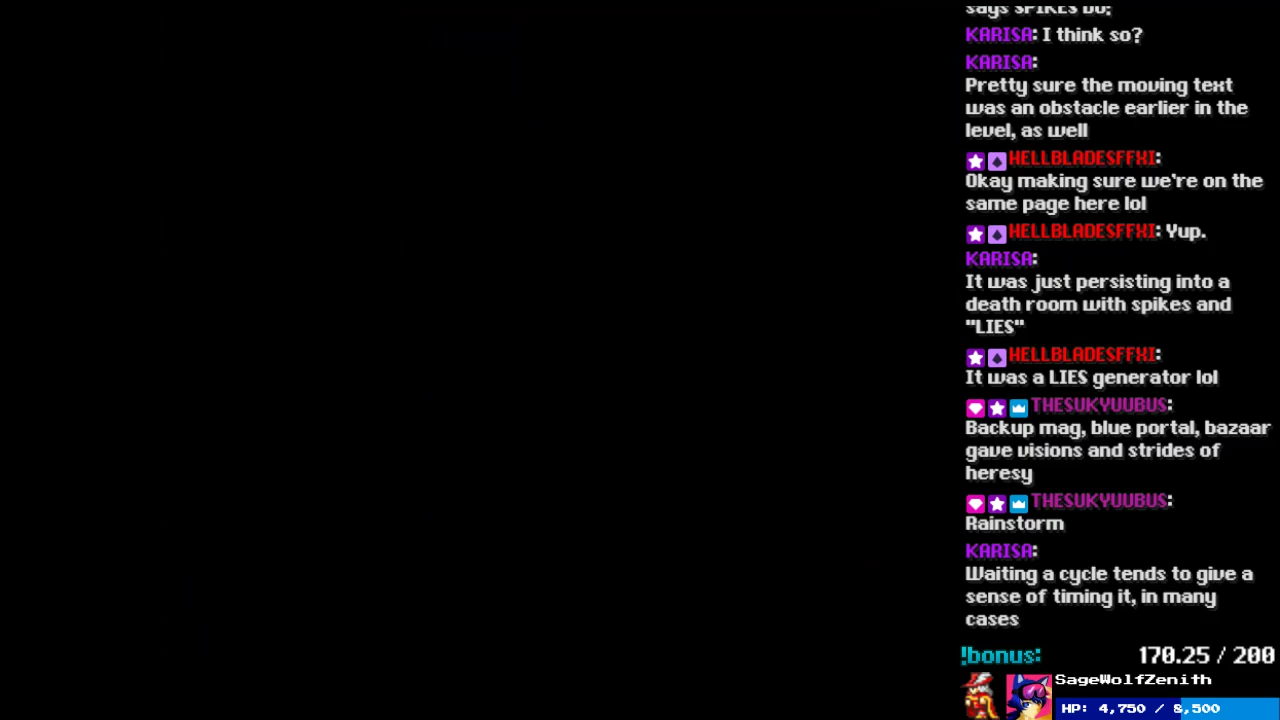 says SPIKES DO;
KARISA: I think so?
KARISA:
Pretty sure the moving text
was an obstacle earlier in the
level, as well
HELLBLADESFFXI:
Okay making sure we're on the
same page here lol
HELLBLADESFFXI: Yup.
KARISA:
It was just persisting into a
death room with spikes and
"LIES"
HELLBLADESFFXI:
It was a LIES generator lol
THESUKYUUBUS:
Backup mag, blue portal, bazaar
gave visions and strides of
heresy
THESUKYUUBUS:
Rainstorm
KARISA:
Waiting a cycle tends to give a
sense of timing it, in many
cases
!bonus: 170.25 / 200
SageWolfZenith
HP: 4,750 / 8,500